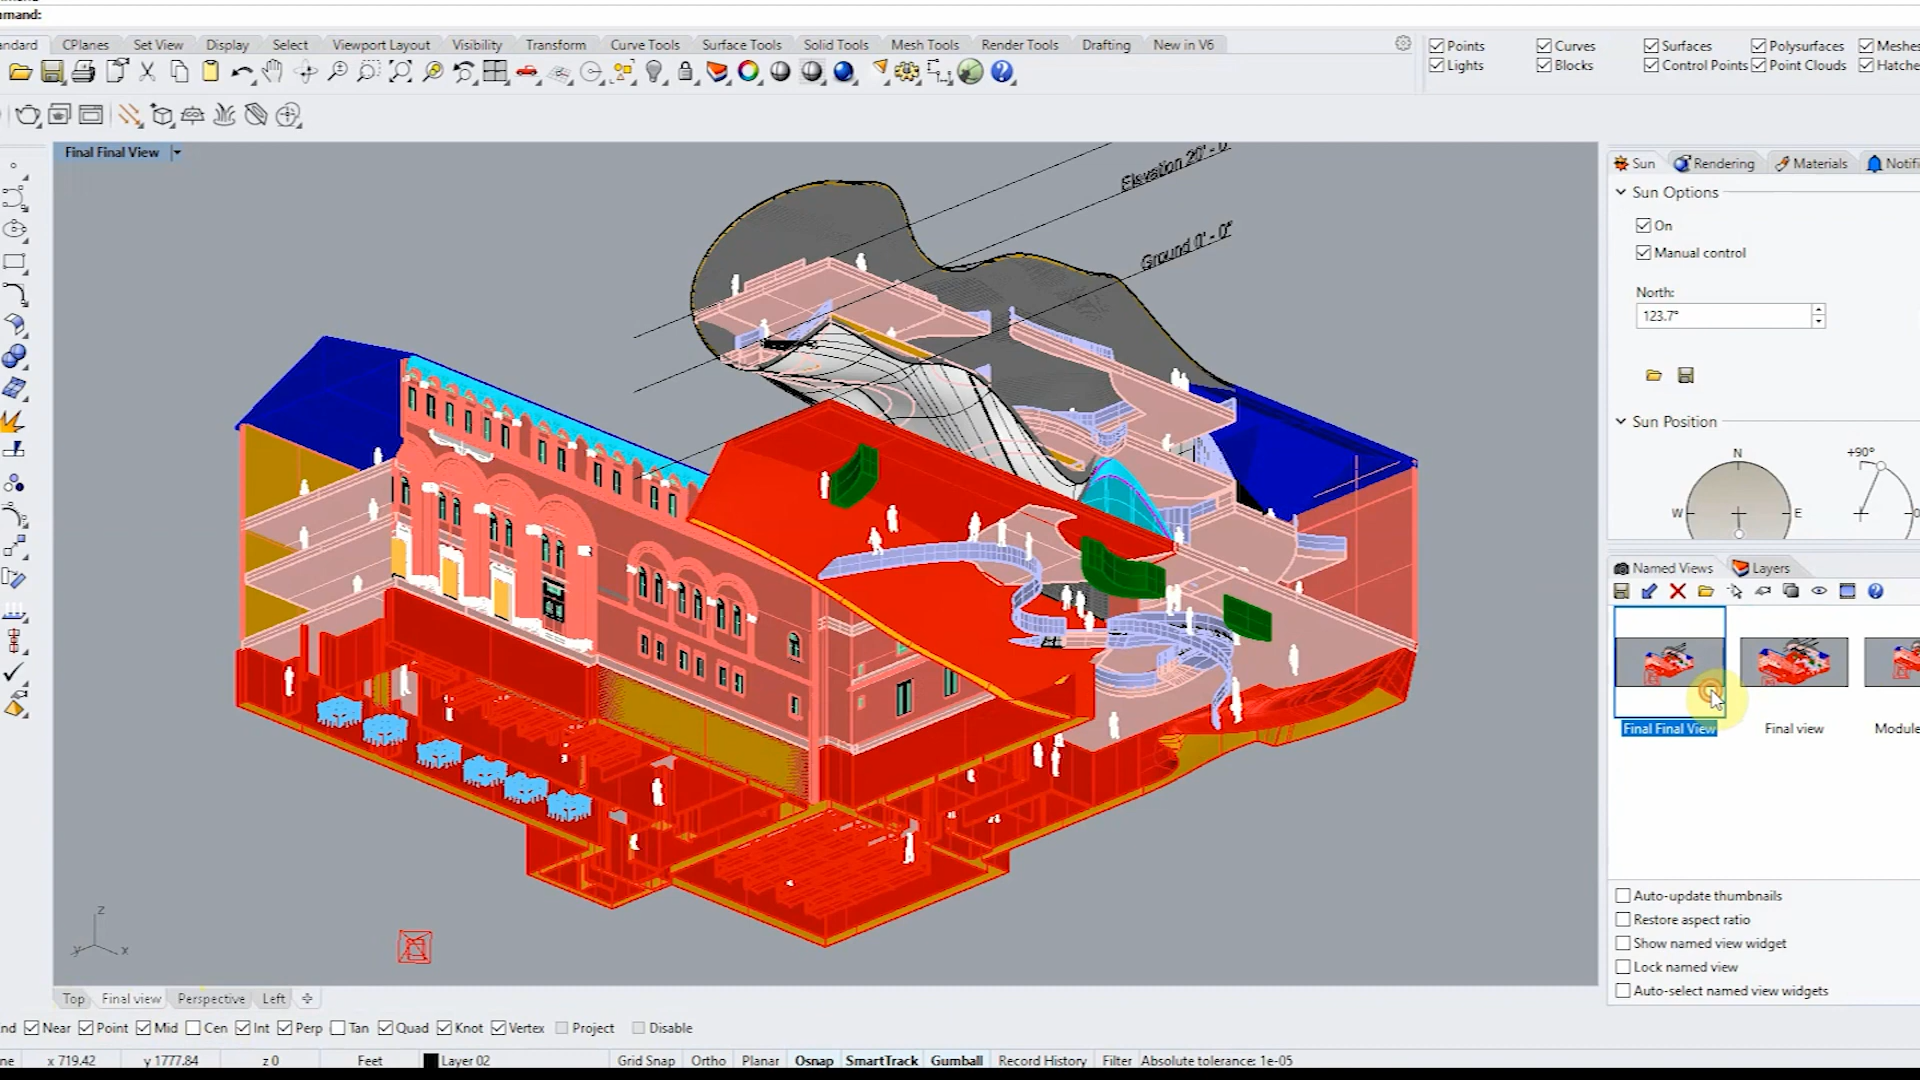 mmand:
andard CPlanes Set View Display Select Viewport Layout Visibility Transform Curve Tools Surface Tools Solid Tools Mesh Tools Render Tools Drafting New in V6
Points Curves Surfaces Polysurfaces Meshes
Lights Blocks Control Points Point Clouds Hatche
Final Final View
Elevation 20' - 0"
Ground 0' - 0"
Sun Rendering Materials Notifi
Sun Options
On
Manual control
North:
123.7°
Sun Position
N
W E
+90°
0
Named Views Layers
Final Final View Final view Module
Auto-update thumbnails
Restore aspect ratio
Show named view widget
Lock named view
Auto-select named view widgets
z
y x
Top Final view Perspective Left
nd Near Point Mid Cen Int Perp Tan Quad Knot Vertex Project Disable
ne x 719.42 y 1777.84 z 0 Feet Layer 02 Grid Snap Ortho Planar Osnap SmartTrack Gumball Record History Filter Absolute tolerance: 1e-05